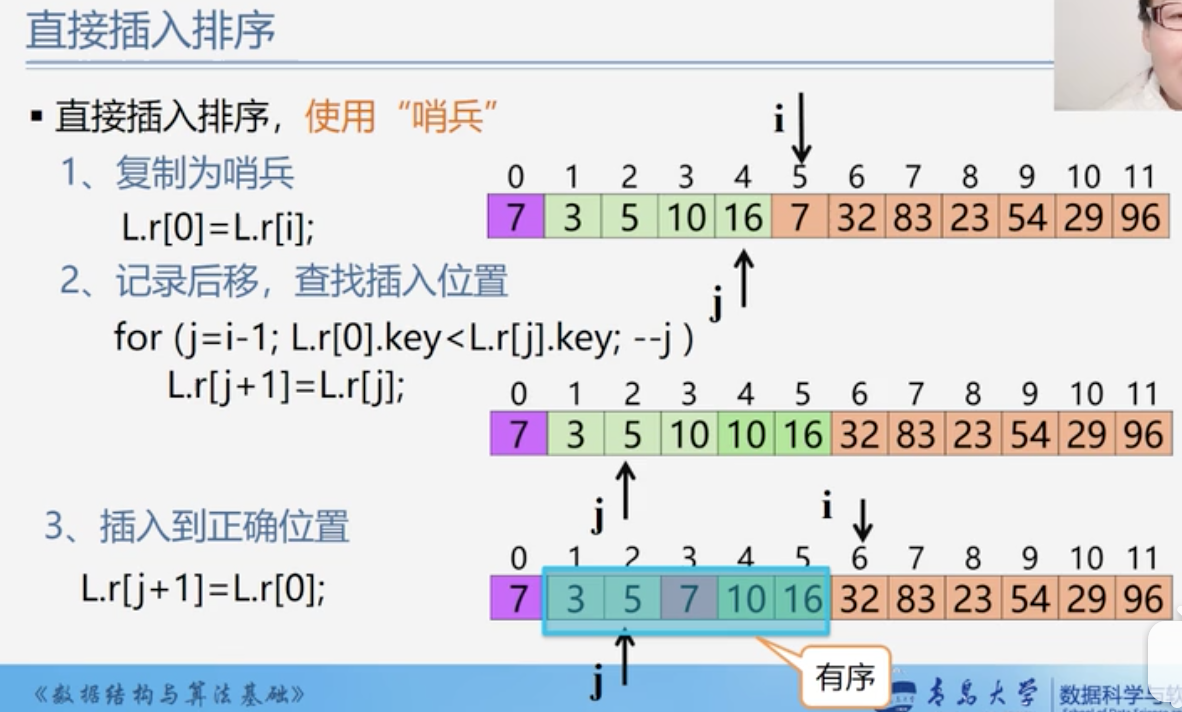 直接插入排序
▪ 直接插入排序，使用“哨兵”
1、复制为哨兵
L.r[0]=L.r[i];
i
0 1 2 3 4 5 6 7 8 9 10 11
7 3 5 10 16 7 32 83 23 54 29 96
j
2、记录后移，查找插入位置
for (j=i-1; L.r[0].key<L.r[j].key; --j )
L.r[j+1]=L.r[j];
0 1 2 3 4 5 6 7 8 9 10 11
7 3 5 10 10 16 32 83 23 54 29 96
j
i
3、插入到正确位置
L.r[j+1]=L.r[0];
0 1 2 3 4 5 6 7 8 9 10 11
7 3 5 7 10 16 32 83 23 54 29 96
j
有序
《数据结构与算法基础》
青岛大学
数据科学与软